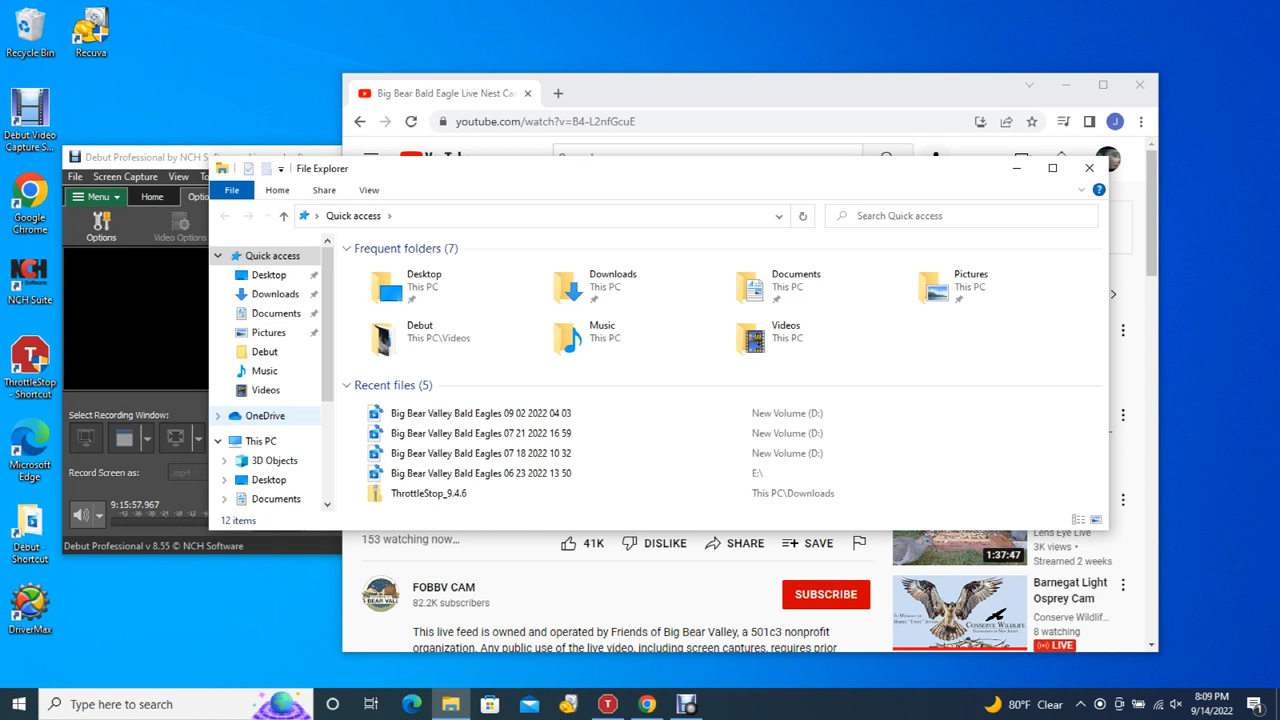 Recycle Bin
Recuva
Debut Video Capture S...
Google Chrome
NCH Suite
ThrottleStop - Shortcut
Microsoft Edge
Debut - Shortcut
DriverMax
Debut Professional by NCH
File Screen Capture View
Menu Home
Options Video Options
Select Recording Window:
Record Screen as: .mp4
9:15:57.967
Debut Professional v 8.55 © NCH Software
Big Bear Bald Eagle Live Nest Ca
youtube.com/watch?v=B4-L2nfGcuE
J
File Explorer
File Home Share View
Quick access
Search Quick access
Quick access
Desktop
Downloads
Documents
Pictures
Debut
Music
Videos
OneDrive
This PC
3D Objects
Desktop
Documents
12 items
Frequent folders (7)
Desktop
This PC
Downloads
This PC
Documents
This PC
Pictures
This PC
Debut
This PC\Videos
Music
This PC
Videos
This PC
Recent files (5)
Big Bear Valley Bald Eagles 09 02 2022 04 03 New Volume (D:)
Big Bear Valley Bald Eagles 07 21 2022 16 59 New Volume (D:)
Big Bear Valley Bald Eagles 07 18 2022 10 32 New Volume (D:)
Big Bear Valley Bald Eagles 06 23 2022 13 50 E:\
ThrottleStop_9.4.6 This PC\Downloads
153 watching now...
41K DISLIKE SHARE SAVE
FOBBV CAM
82.2K subscribers
SUBSCRIBE
This live feed is owned and operated by Friends of Big Bear Valley, a 501c3 nonprofit
organization. Any public use of the live video, including screen captures, requires prior
Lens Eye Live
3K views •
Streamed 2 weeks
1:37:47
Barnegat Light
Osprey Cam
Conserve Wildlif...
8 watching
LIVE
CONSERVE WILDLIFE
Type here to search
80°F Clear
8:09 PM
9/14/2022
1